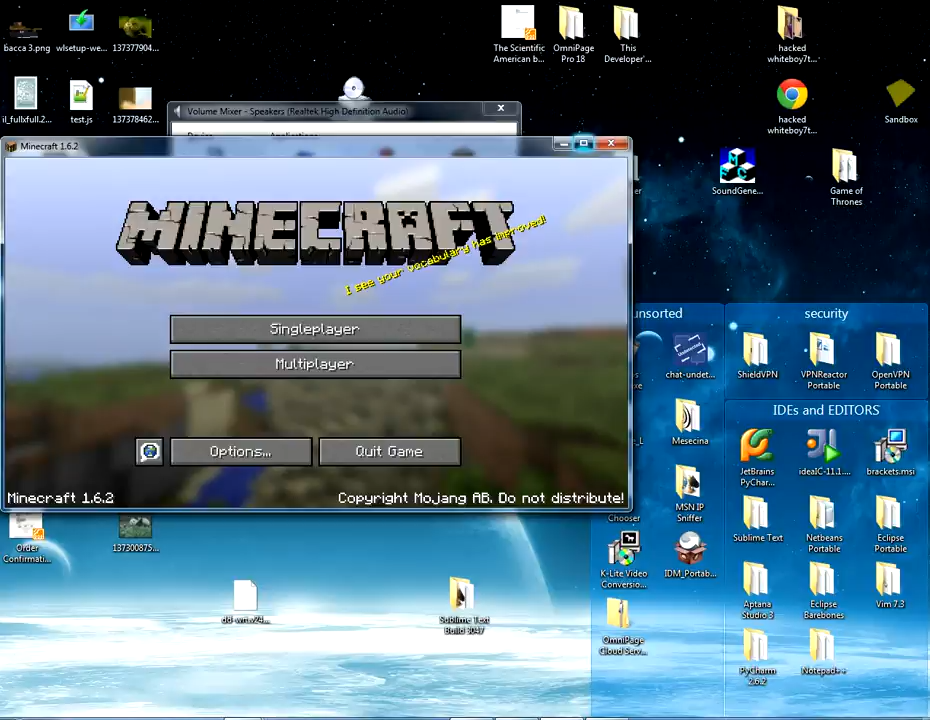 bacca 3.png
wlsetup-we...
137377904...
The Scientific
American b...
OmniPage
Pro 18
This
Developer'...
hacked
whiteboy7t...
il_fullxfull.2...
test.js
137378462...
hacked
whiteboy7t...
Sandbox
Volume Mixer - Speakers (Realtek High Definition Audio)
Device
Applications
Minecraft 1.6.2
SoundGene...
Game of
Thrones
MINECRAFT
I see your vocabulary has improved!
Singleplayer
Multiplayer
Options...
Quit Game
Minecraft 1.6.2
Copyright Mojang AB. Do not distribute!
unsorted
security
chat-undet...
ShieldVPN
VPNReactor
Portable
OpenVPN
Portable
IDEs and EDITORS
Mesecina
JetBrains
PyChar...
ideaIC-11.1....
brackets.msi
Chooser
MSN IP
Sniffer
Sublime Text
Netbeans
Portable
Eclipse
Portable
Order
Confirmati...
137300875...
K-Lite Video
Conversio...
IDM_Portab...
Aptana
Studio 3
Eclipse
Barebones
Vim 7.3
dd-wrt.v24...
Sublime Text
Build 3047
OmniPage
Cloud Serv...
PyCharm
2.6.2
Notepad++